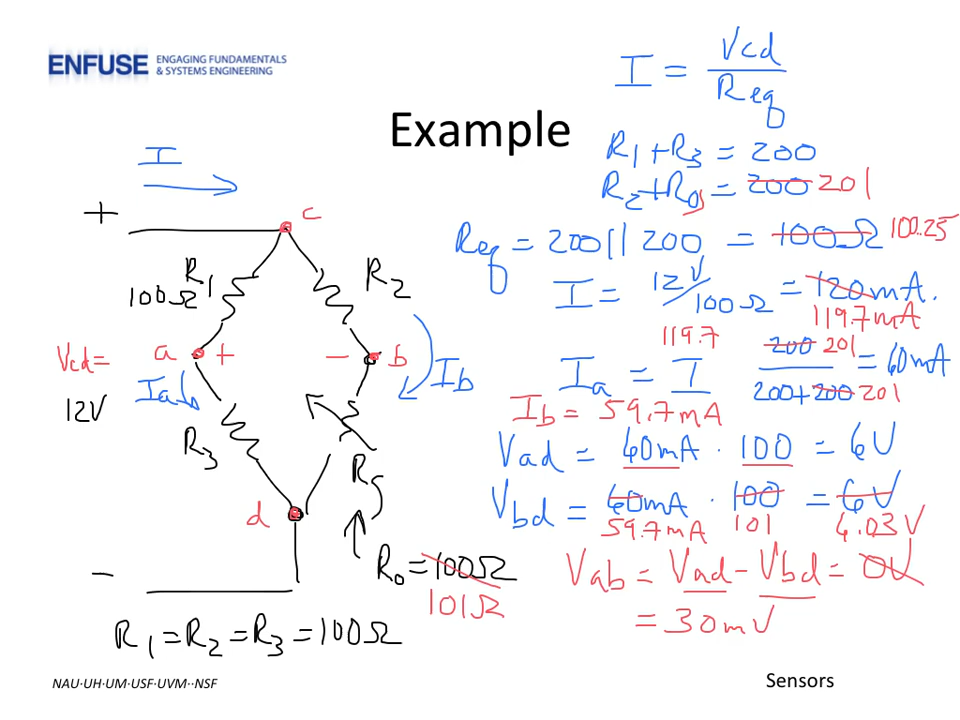 ENFUSE ENGAGING FUNDAMENTALS & SYSTEMS ENGINEERING
Example
I
+
c
R1
100Ω
R2
a +
- b
Vcd =
12V
Ia
Ib
R3
RS
d
-
R0 = 100Ω
101Ω
R1 = R2 = R3 = 100Ω
I = Vcd / Req
R1 + R3 = 200
R2 + R0 = 200 201
Req = 200 || 200 = 100Ω 100.25
I = 12V / 100Ω = 120mA.
119.7mA
119.7
Ia = I 200 201 / 200 + 200 201 = 60mA
Ib = 59.7mA
Vad = 60mA · 100 = 6V
Vbd = 60mA · 100 = 6V
59.7mA 101 6.03V
Vab = Vad - Vbd = 0V
= 30mV
NAU·UH·UM·USF·UVM··NSF
Sensors